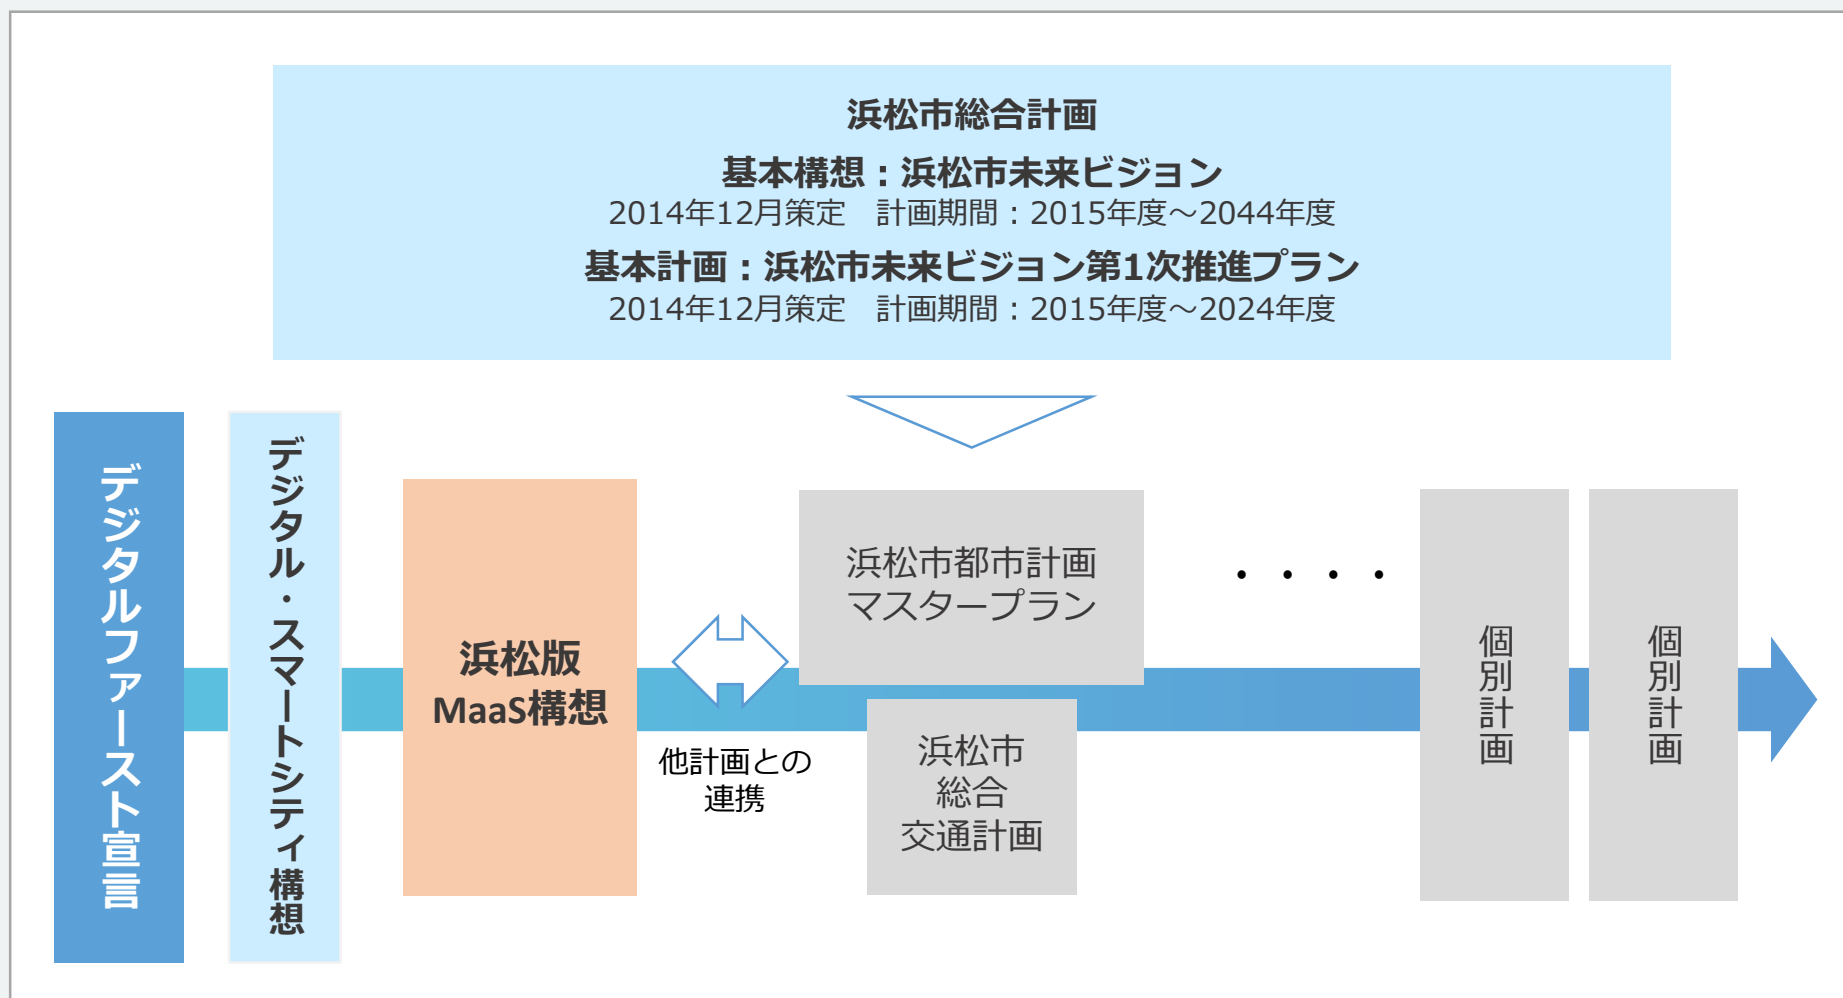 浜松市総合計画
基本構想：浜松市未来ビジョン
2014年12月策定　計画期間：2015年度～2044年度
基本計画：浜松市未来ビジョン第1次推進プラン
2014年12月策定　計画期間：2015年度～2024年度
デジタルファースト宣言
デジタル・スマートシティ構想
浜松版
MaaS構想
他計画との
連携
浜松市都市計画
マスタープラン
浜松市
総合
交通計画
・・・・
個別計画
個別計画